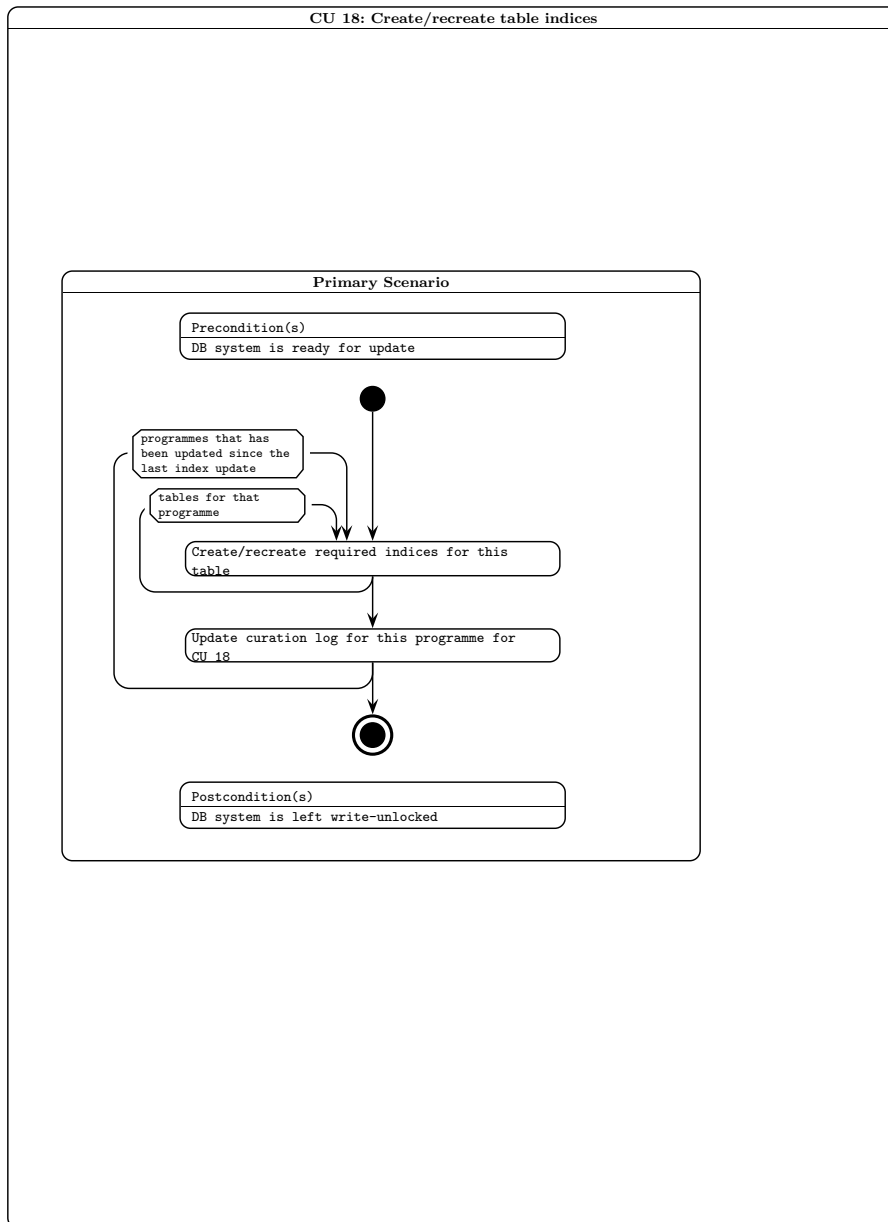 CU 18: Create/recreate table indices
Primary Scenario
Precondition(s)
DB system is ready for update
programmes that has
been updated since the
last index update
tables for that
programme
Create/recreate required indices for this
table
Update curation log for this programme for
CU 18
Postcondition(s)
DB system is left write-unlocked